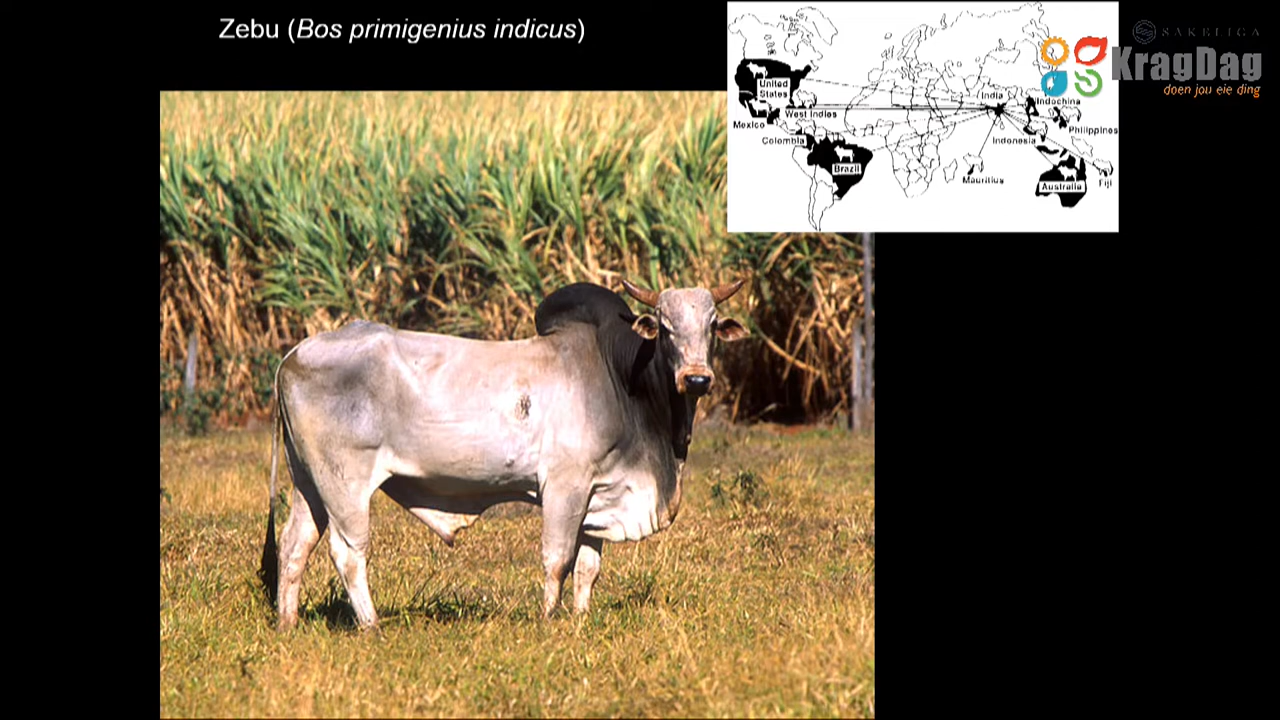 Zebu (Bos primigenius indicus)
SAKELIGA
KragDag
doen jou eie ding
United
States
India
Indochina
Mexico
West Indies
Philippines
Colombia
Indonesia
Brazil
Mauritius
Australia
Fiji